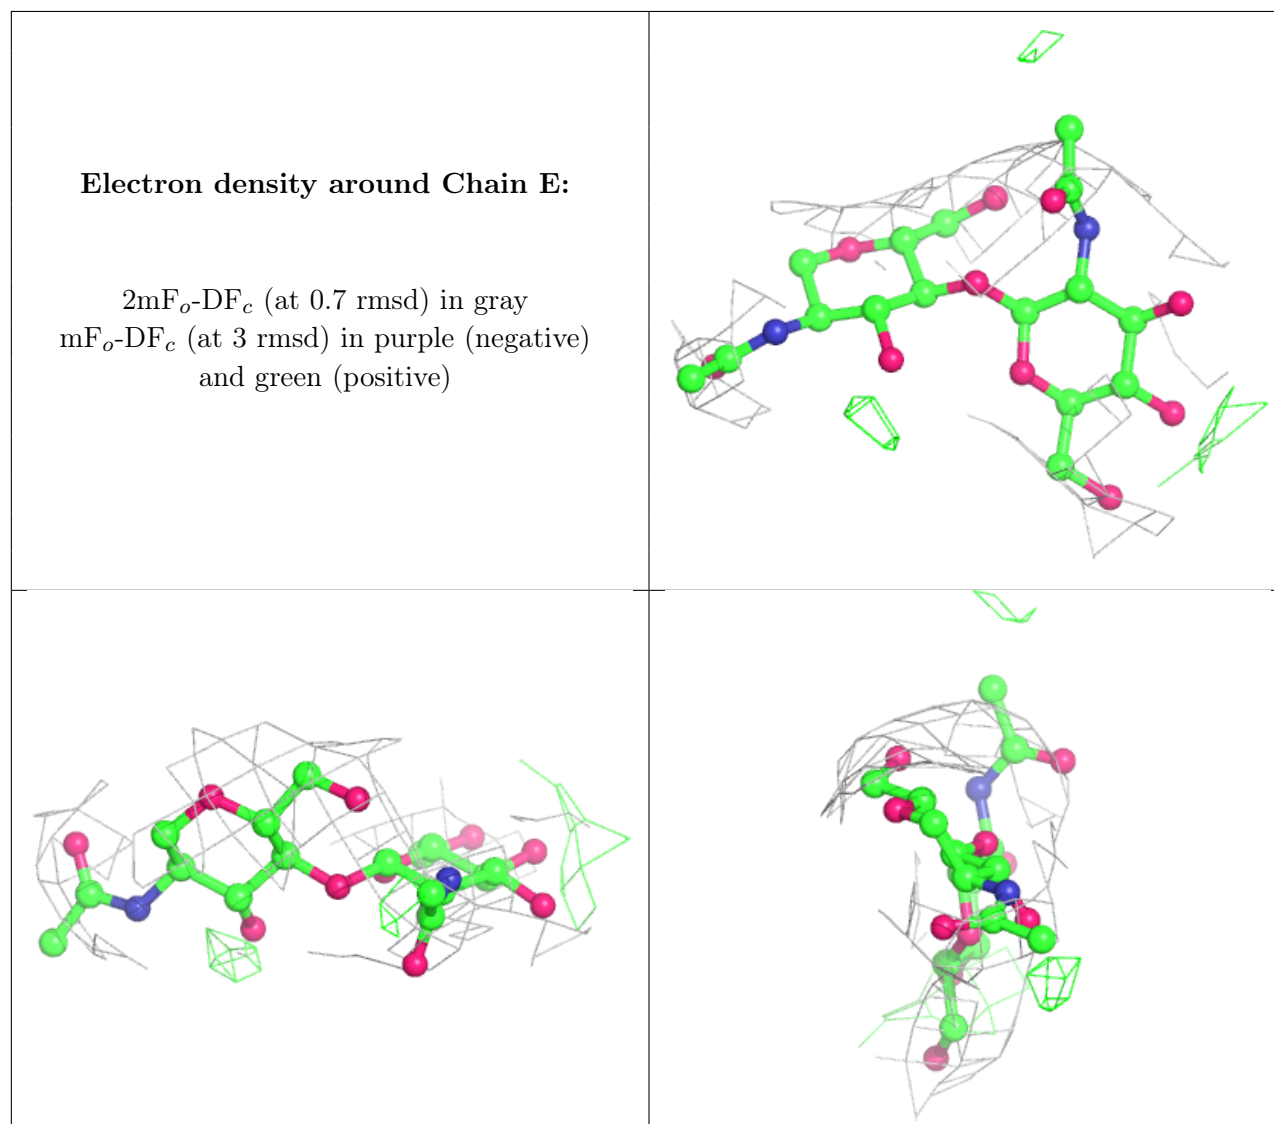 Electron density around Chain E:
2mFₒ-DF𝒸 (at 0.7 rmsd) in gray
mFₒ-DF𝒸 (at 3 rmsd) in purple (negative)
and green (positive)